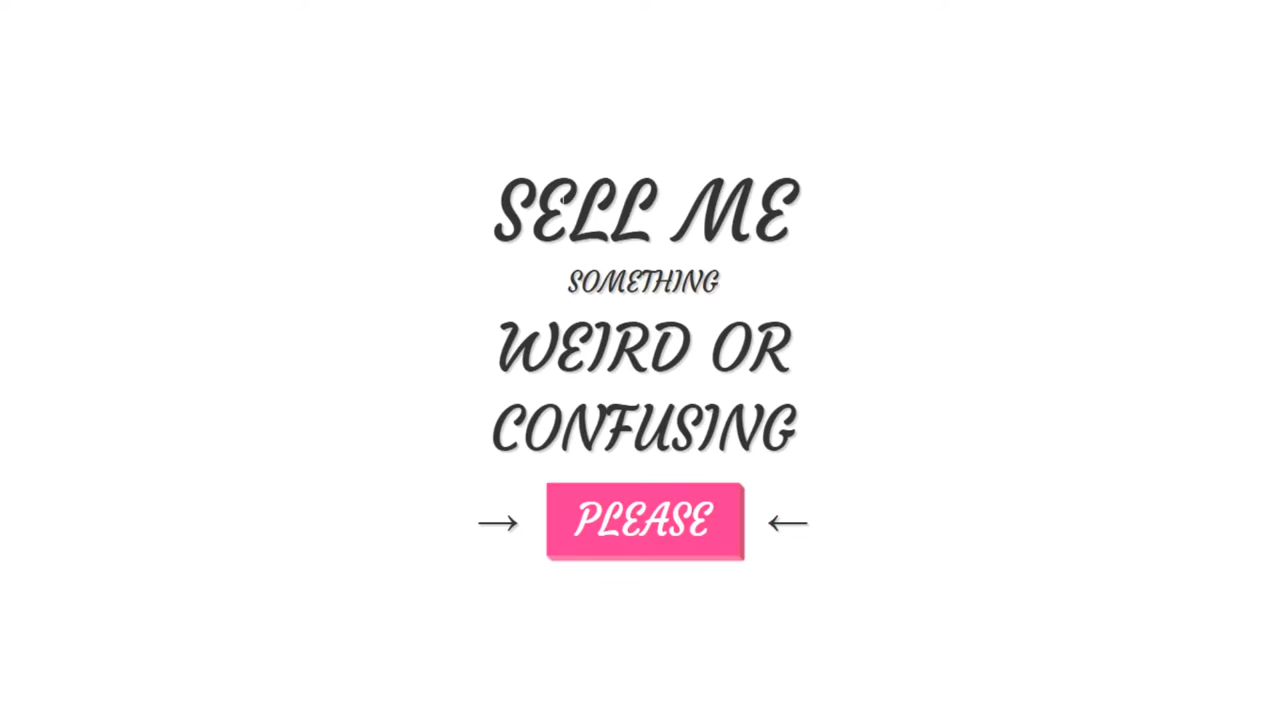 SELL ME
SOMETHING
WEIRD OR
CONFUSING
→ PLEASE ←